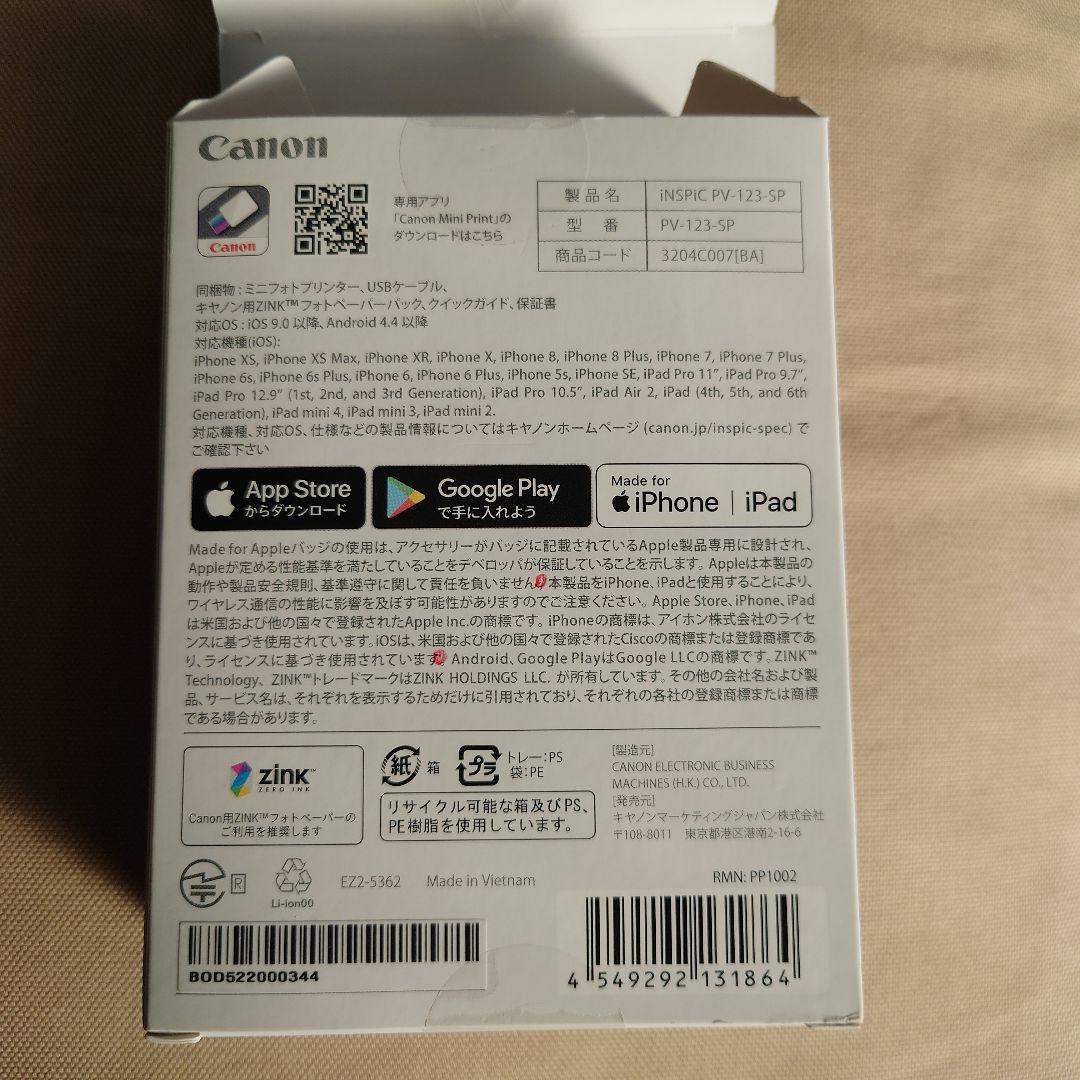 Canon
Canon
専用アプリ
「Canon Mini Print」の
ダウンロードはこちら
製品名 iNSPiC PV-123-SP
型 番 PV-123-SP
商品コード 3204C007[BA]
同梱物 : ミニフォトプリンター、USBケーブル、
キヤノン用ZINK™フォトペーパーパック、クイックガイド、保証書
対応OS : iOS 9.0 以降、Android 4.4 以降
対応機種(iOS):
iPhone XS, iPhone XS Max, iPhone XR, iPhone X, iPhone 8, iPhone 8 Plus, iPhone 7, iPhone 7 Plus,
iPhone 6s, iPhone 6s Plus, iPhone 6, iPhone 6 Plus, iPhone 5s, iPhone SE, iPad Pro 11”, iPad Pro 9.7”,
iPad Pro 12.9” (1st, 2nd, and 3rd Generation), iPad Pro 10.5”, iPad Air 2, iPad (4th, 5th, and 6th
Generation), iPad mini 4, iPad mini 3, iPad mini 2.
対応機種、対応OS、仕様などの製品情報についてはキヤノンホームページ (canon.jp/inspic-spec) で
ご確認下さい
App Store
からダウンロード
Google Play
で手に入れよう
Made for
iPhone | iPad
Made for Appleバッジの使用は、アクセサリーがバッジに記載されているApple製品専用に設計され、
Appleが定める性能基準を満たしていることをデベロッパが保証していることを示します。Appleは本製品の
動作や製品安全規則、基準遵守に関して責任を負いません。本製品をiPhone、iPadと使用することにより、
ワイヤレス通信の性能に影響を及ぼす可能性がありますのでご注意ください。Apple Store、iPhone、iPad
は米国および他の国々で登録されたApple Inc.の商標です。iPhoneの商標は、アイホン株式会社のライセ
ンスに基づき使用されています。iOSは、米国および他の国々で登録されたCiscoの商標または登録商標であ
り、ライセンスに基づき使用されています。Android、Google PlayはGoogle LLCの商標です。ZINK™
Technology、ZINK™トレードマークはZINK HOLDINGS LLC. が所有しています。その他の会社名および製
品、サービス名は、それぞれを表示するためだけに引用されており、それぞれの各社の登録商標または商標
である場合があります。
zink™
ZERO INK
Canon用ZINK™フォトペーパーの
ご利用を推奨します
紙 箱
プラ トレー:PS
袋:PE
リサイクル可能な箱及びPS、
PE樹脂を使用しています。
[製造元]
CANON ELECTRONIC BUSINESS
MACHINES (H.K.) CO., LTD.
[発売元]
キヤノンマーケティングジャパン株式会社
〒108-8011 東京都港区港南2-16-6
R
Li-ion00
EZ2-5362 Made in Vietnam
RMN: PP1002
BOD522000344
4 549292 131864